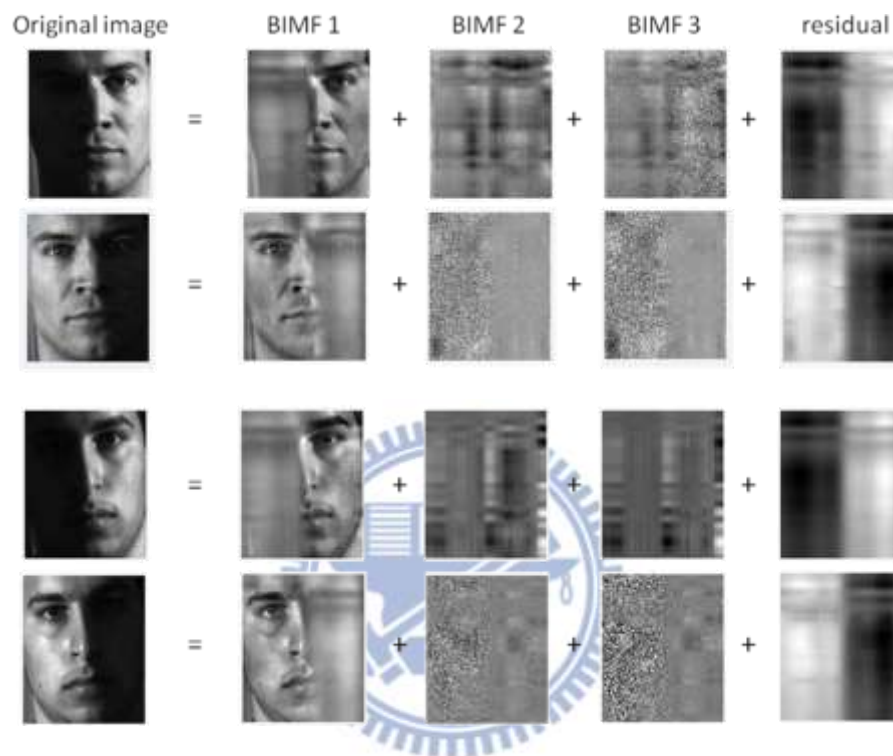 Original image BIMF 1 BIMF 2 BIMF 3 residual
= + + +
= + + +
= + + +
= + + +